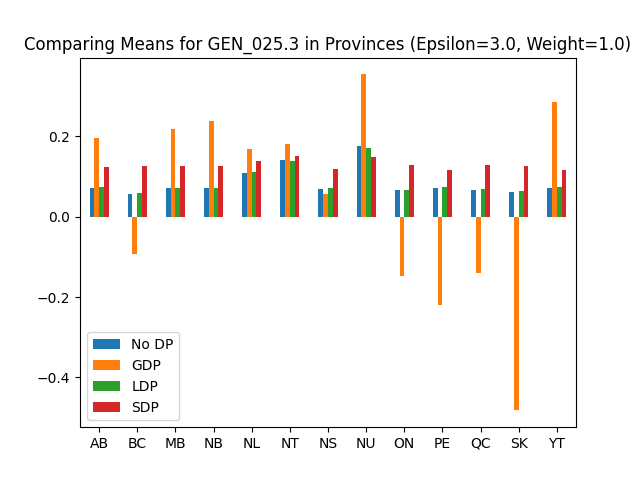 Comparing Means for GEN_025.3 in Provinces (Epsilon=3.0, Weight=1.0)
0.2
0.0
−0.2
−0.4
No DP
GDP
LDP
SDP
AB BC MB NB NL NT NS NU ON PE QC SK YT